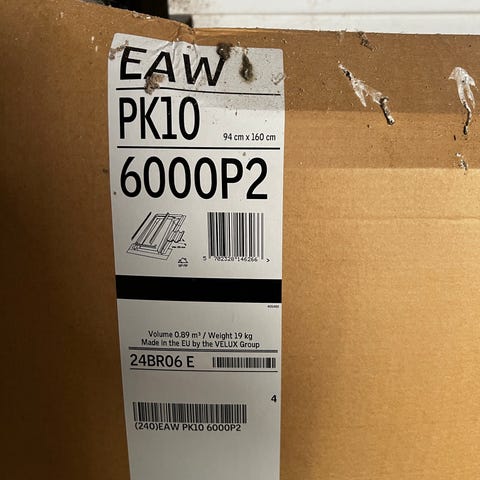 EAW
PK10
94 cm x 160 cm
6000P2
5 702328 146266 >
Volume 0.89 m³ / Weight 19 kg
Made in the EU by the VELUX Group
24BR06 E
4
(240)EAW PK10 6000P2